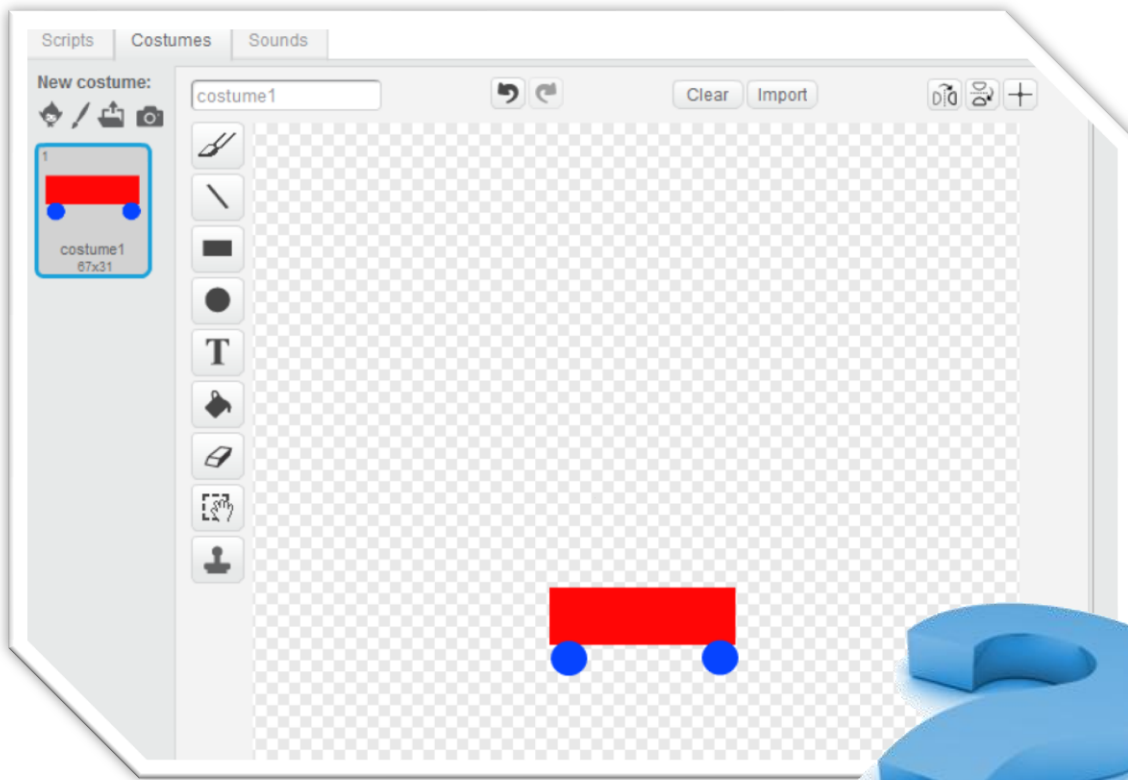 Scripts Costumes Sounds
New costume:
costume1
Clear Import
1
costume1
67x31
T